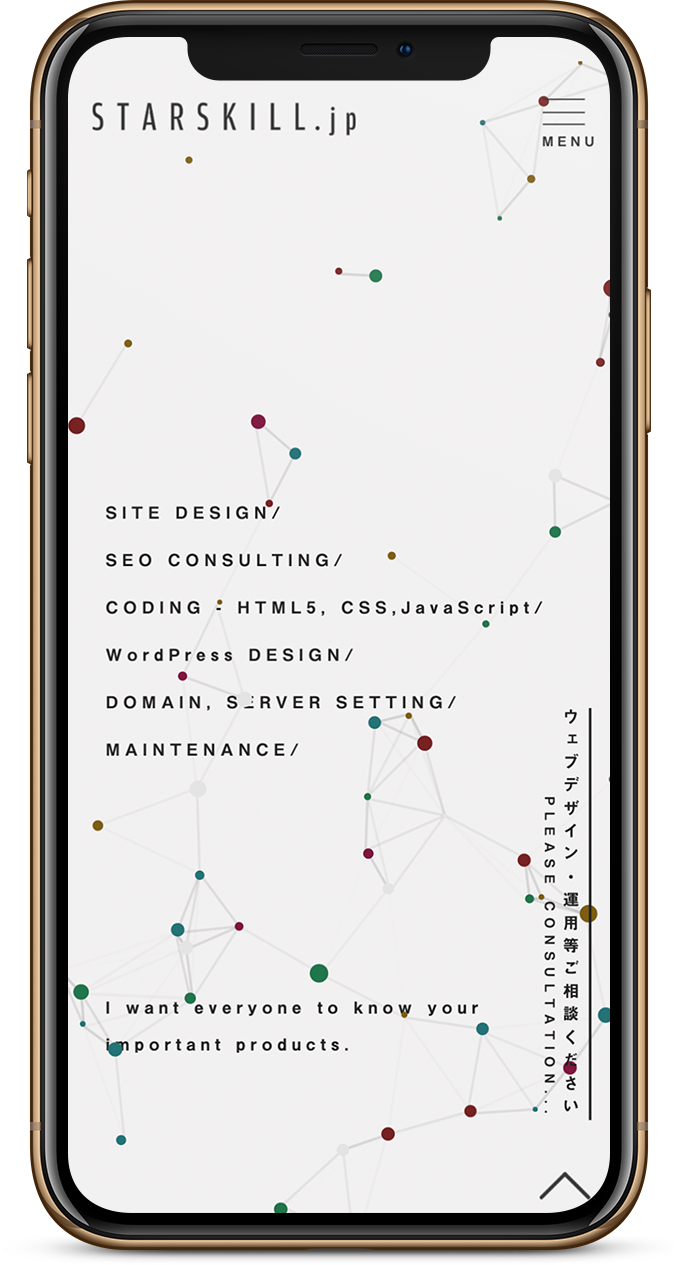 STARSKILL.jp
MENU
SITE DESIGN/
SEO CONSULTING/
CODING - HTML5, CSS,JavaScript/
WordPress DESIGN/
DOMAIN, SERVER SETTING/
MAINTENANCE/
ウェブデザイン・運用等ご相談ください
PLEASE CONSULTATION...
I want everyone to know your
important products.